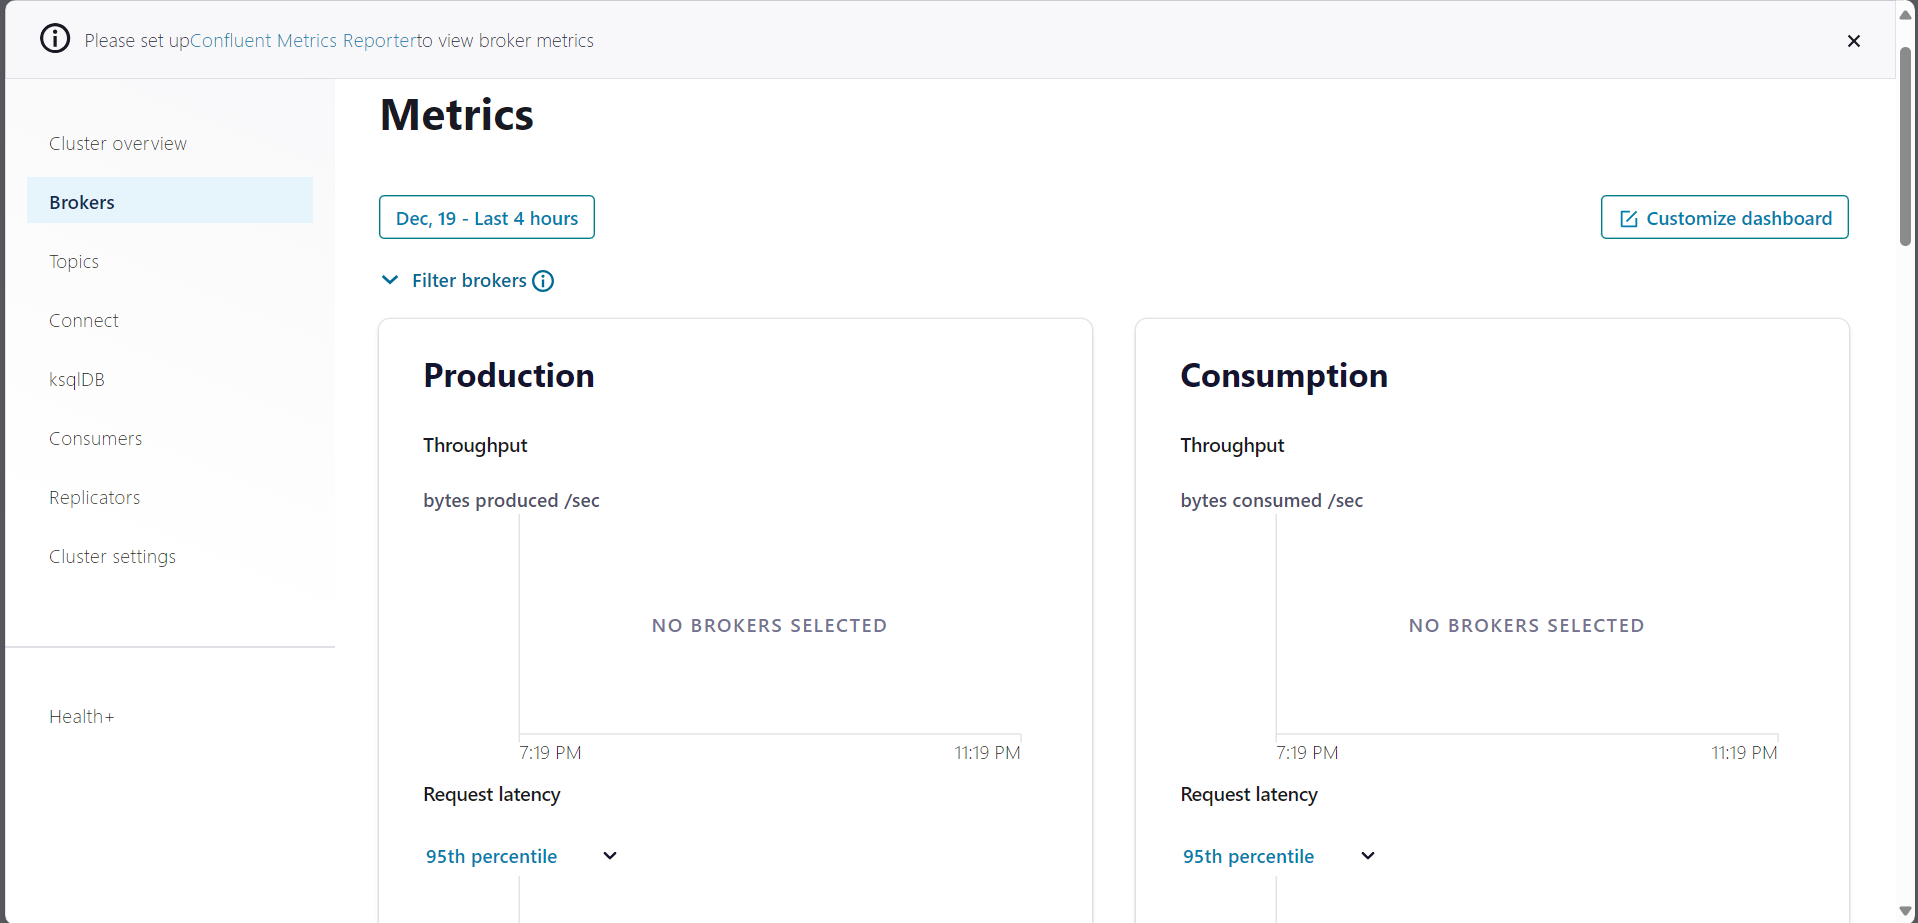 Please set upConfluent Metrics Reporterto view broker metrics
Cluster overview
Brokers
Topics
Connect
ksqlDB
Consumers
Replicators
Cluster settings
Health+
Metrics
Dec, 19 - Last 4 hours
Customize dashboard
Filter brokers
Production
Throughput
bytes produced /sec
NO BROKERS SELECTED
7:19 PM 11:19 PM
Request latency
95th percentile
Consumption
Throughput
bytes consumed /sec
NO BROKERS SELECTED
7:19 PM 11:19 PM
Request latency
95th percentile